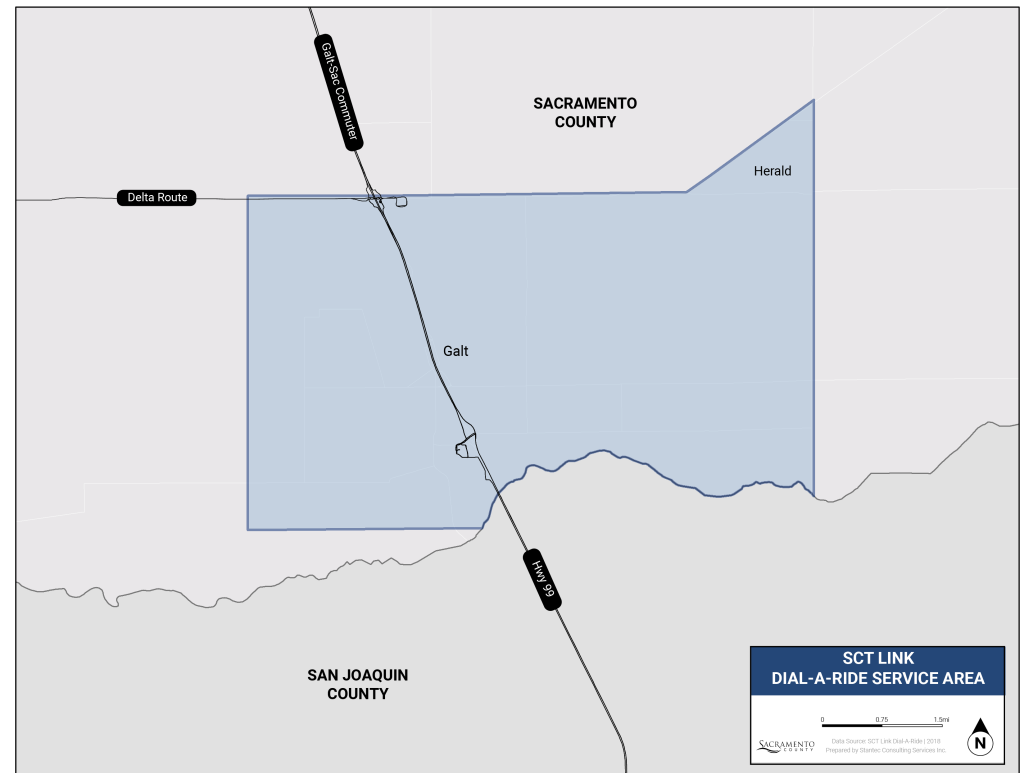 Galt-Sac Commuter
SACRAMENTO
COUNTY
Herald
Delta Route
Galt
Hwy 99
SAN JOAQUIN
COUNTY
SCT LINK
DIAL-A-RIDE SERVICE AREA
0 0.75 1.5mi
SACRAMENTO
COUNTY
Data Source: SCT Link Dial-A-Ride | 2018
Prepared by Stantec Consulting Services Inc.
N